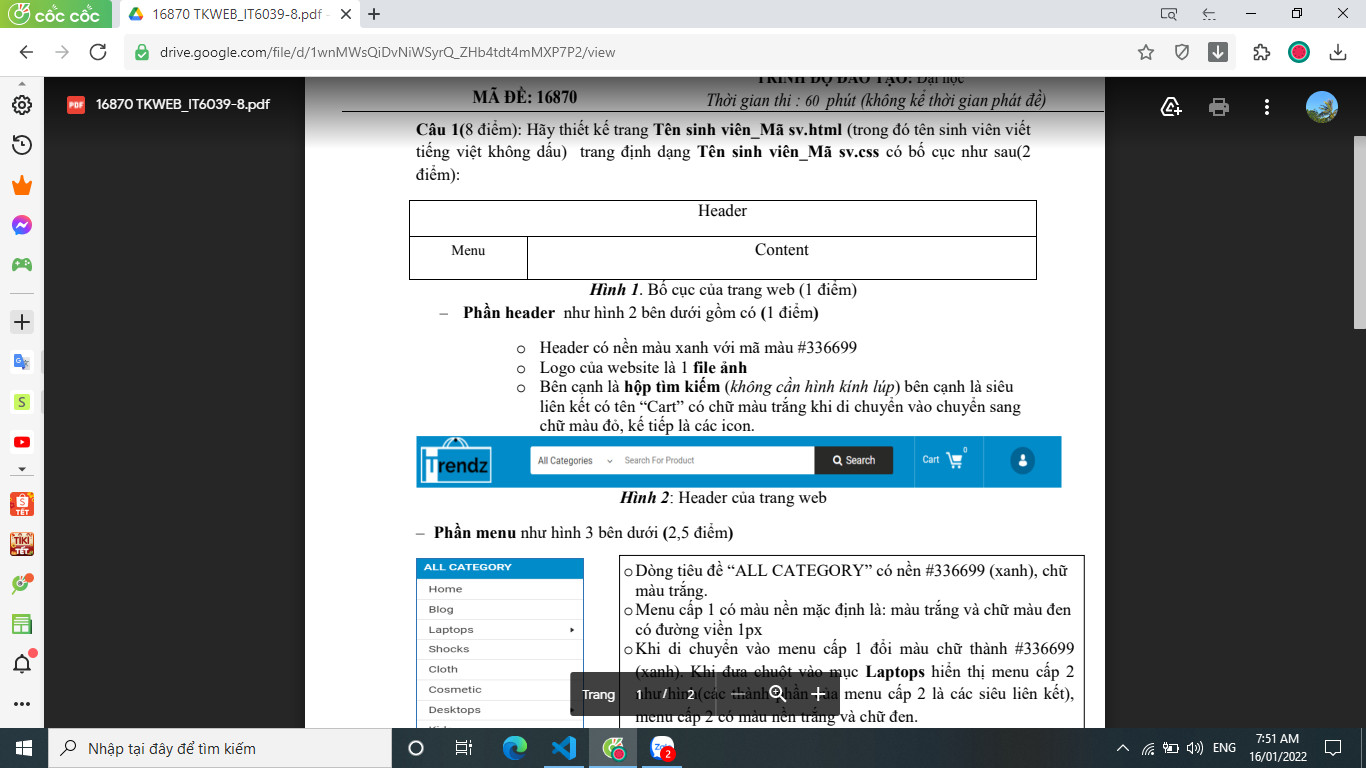 cốc cốc
16870 TKWEB_IT6039-8.pdf -
drive.google.com/file/d/1wnMWsQiDvNiWSyrQ_ZHb4tdt4mMXP7P2/view
16870 TKWEB_IT6039-8.pdf
TRÌNH ĐỘ ĐÀO TẠO: Đại học
MÃ ĐỀ: 16870
Thời gian thi : 60 phút (không kể thời gian phát đề)
Câu 1(8 điểm): Hãy thiết kế trang Tên sinh viên_Mã sv.html (trong đó tên sinh viên viết
tiếng việt không dấu) trang định dạng Tên sinh viên_Mã sv.css có bố cục như sau(2
điểm):
Header
Menu
Content
Hình 1. Bố cục của trang web (1 điểm)
– Phần header như hình 2 bên dưới gồm có (1 điểm)
o Header có nền màu xanh với mã màu #336699
o Logo của website là 1 file ảnh
o Bên cạnh là hộp tìm kiếm (không cần hình kính lúp) bên cạnh là siêu
liên kết có tên “Cart” có chữ màu trắng khi di chuyển vào chuyển sang
chữ màu đỏ, kế tiếp là các icon.
Trendz
All Categories
Search For Product
Search
Cart
0
Hình 2: Header của trang web
– Phần menu như hình 3 bên dưới (2,5 điểm)
ALL CATEGORY
Home
Blog
Laptops
Shocks
Cloth
Cosmetic
Desktops
o Dòng tiêu đề “ALL CATEGORY” có nền #336699 (xanh), chữ
màu trắng.
o Menu cấp 1 có màu nền mặc định là: màu trắng và chữ màu đen
có đường viền 1px
o Khi di chuyển vào menu cấp 1 đổi màu chữ thành #336699
(xanh). Khi đưa chuột vào mục Laptops hiển thị menu cấp 2
như hình(các thành phần của menu cấp 2 là các siêu liên kết),
menu cấp 2 có màu nền trắng và chữ đen.
Trang 1 / 2
S
TẾT
TIKI
TẾT
Nhập tại đây để tìm kiếm
Zalo
2
ENG
7:51 AM
16/01/2022